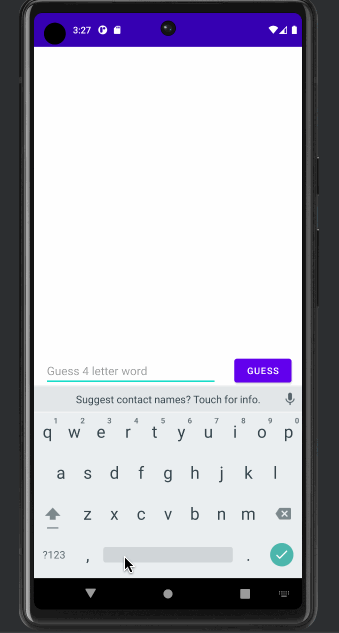 3:27
Guess 4 letter word GUESS
Suggest contact names? Touch for info.
1 2 3 4 5 6 7 8 9 0
q w e r t y u i o p
a s d f g h j k l
z x c v b n m
?123 , .